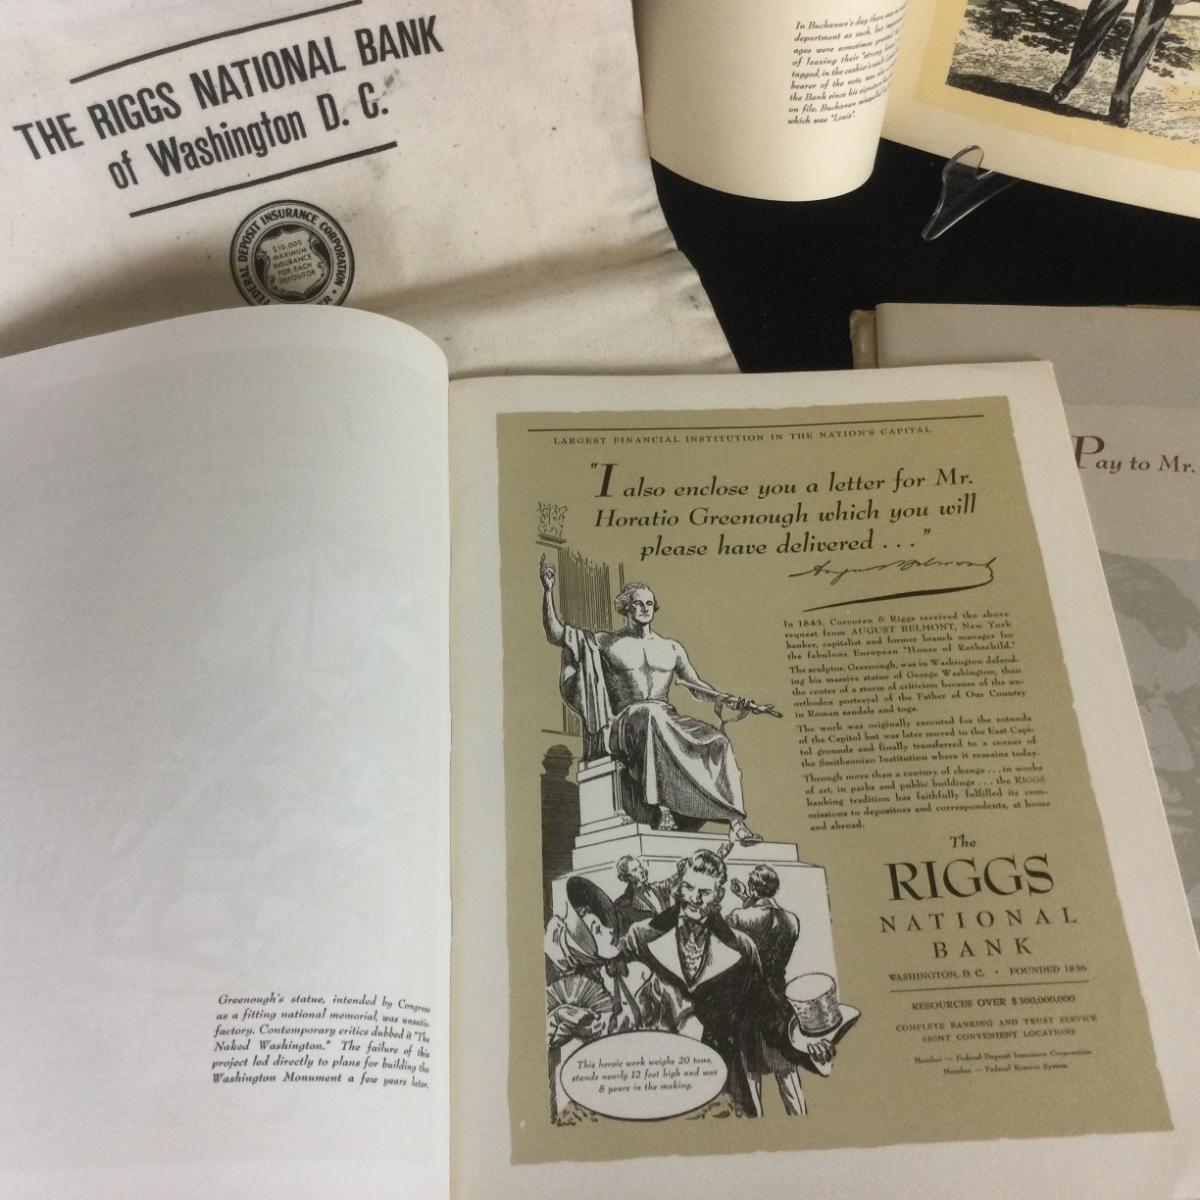 THE RIGGS NATIONAL BANK
of Washington D. C.
FEDERAL DEPOSIT INSURANCE CORPORATION
$10,000
MAXIMUM
INSURANCE
FOR EACH
DEPOSITOR
In Buchanan's day there was
department as such, but
ages were sometimes
of leaving their "strong
tagged, in the cashier's
bearer of the note, was
the Bank since his signature
on file. Buchanan misspelled
which was "Louis".
Pay to Mr.
LARGEST FINANCIAL INSTITUTION IN THE NATION'S CAPITAL
"I also enclose you a letter for Mr.
Horatio Greenough which you will
please have delivered . . ."
August Belmont
In 1843, Corcoran & Riggs received the above
request from AUGUST BELMONT, New York
banker, capitalist and former branch manager for
the fabulous European "House of Rothschild."
The sculptor, Greenough, was in Washington defend-
ing his massive statue of George Washington, then
the center of a storm of criticism because of the un-
orthodox portrayal of the Father of Our Country
in Roman sandals and toga.
The work was originally executed for the rotunda
of the Capitol but was later moved to the East Capi-
tol grounds and finally transferred to a corner of
the Smithsonian Institution where it remains today.
Through more than a century of change . . . in works
of art, in parks and public buildings . . . the RIGGS
banking tradition has faithfully fulfilled its com-
missions to depositors and correspondents, at home
and abroad.
The
RIGGS
NATIONAL
BANK
WASHINGTON, D. C. • FOUNDED 1836
RESOURCES OVER $300,000,000
COMPLETE BANKING AND TRUST SERVICE
EIGHT CONVENIENT LOCATIONS
Member — Federal Deposit Insurance Corporation
Member — Federal Reserve System
This heroic work weighs 20 tons,
stands nearly 12 feet high and was
8 years in the making.
Greenough's statue, intended by Congress
as a fitting national memorial, was unsatis-
factory. Contemporary critics dubbed it "The
Naked Washington." The failure of this
project led directly to plans for building the
Washington Monument a few years later.